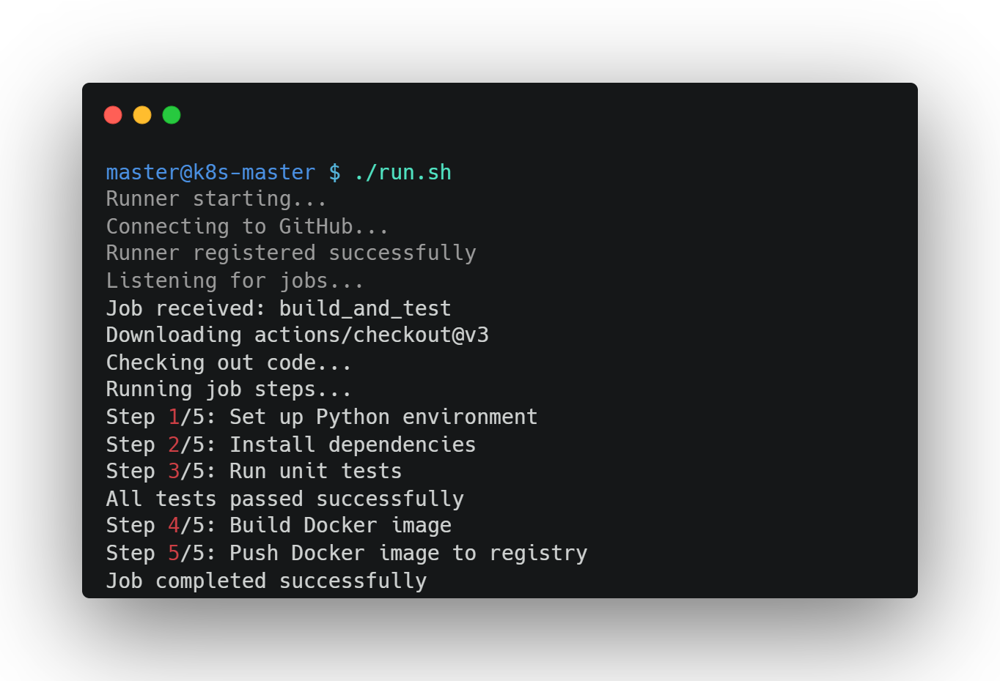 master@k8s-master $ ./run.sh
Runner starting...
Connecting to GitHub...
Runner registered successfully
Listening for jobs...
Job received: build_and_test
Downloading actions/checkout@v3
Checking out code...
Running job steps...
Step 1/5: Set up Python environment
Step 2/5: Install dependencies
Step 3/5: Run unit tests
All tests passed successfully
Step 4/5: Build Docker image
Step 5/5: Push Docker image to registry
Job completed successfully